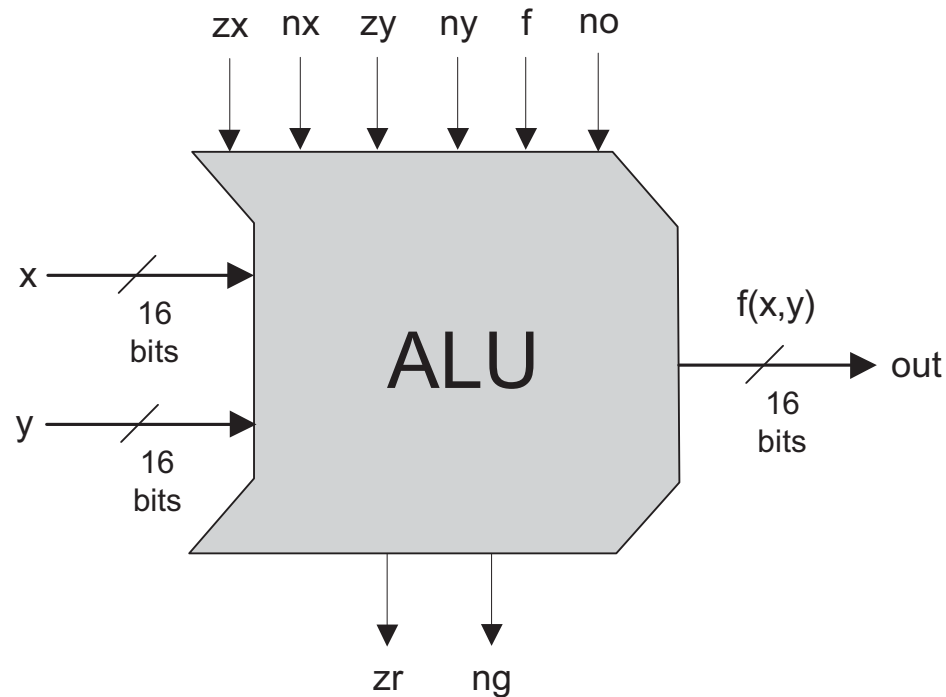 zx nx zy ny f no
x
16
bits
y
16
bits
ALU
f(x,y)
16
bits
out
zr ng